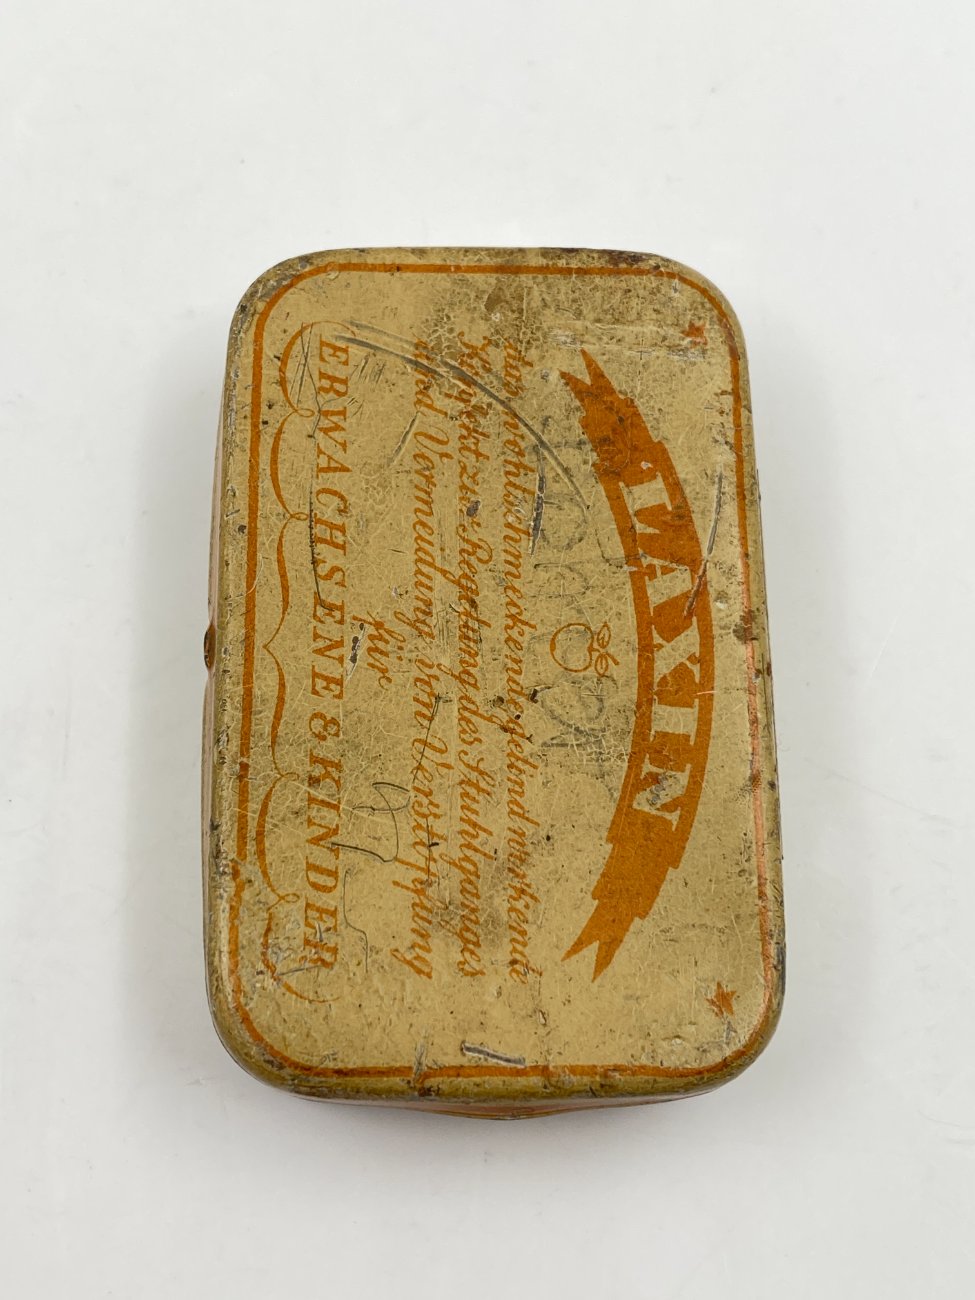 LAXIN
das wohlschmeckende gelind wirkende
Konfekt zur Regelung des Stuhlganges
und Vermeidung von Verstopfung
für
ERWACHSENE & KINDER